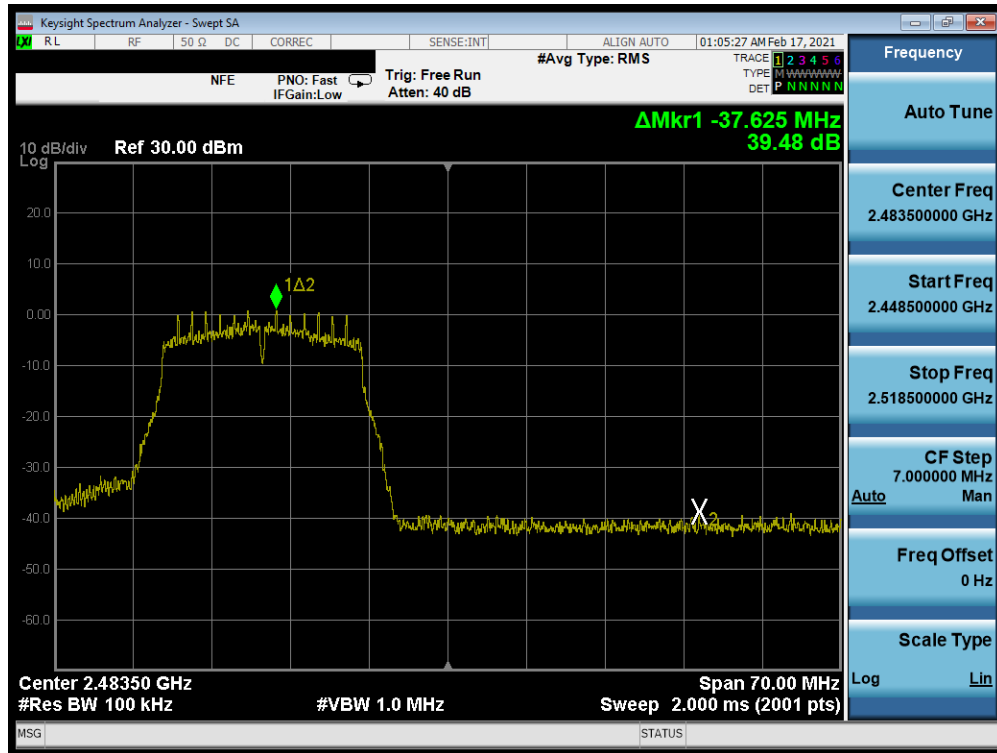 Keysight Spectrum Analyzer - Swept SA
LXI RL RF 50 Ω DC CORREC SENSE:INT ALIGN AUTO 01:05:27 AM Feb 17, 2021
NFE PNO: Fast IFGain:Low Trig: Free Run Atten: 40 dB #Avg Type: RMS
TRACE 1 2 3 4 5 6
TYPE M WWWWW
DET P N N N N N
ΔMkr1 -37.625 MHz
39.48 dB
10 dB/div Ref 30.00 dBm
Log
20.0
10.0
0.00
-10.0
-20.0
-30.0
-40.0
-50.0
-60.0
1Δ2
X2
Center 2.48350 GHz Span 70.00 MHz
#Res BW 100 kHz #VBW 1.0 MHz Sweep 2.000 ms (2001 pts)
MSG STATUS
Frequency
Auto Tune
Center Freq
2.483500000 GHz
Start Freq
2.448500000 GHz
Stop Freq
2.518500000 GHz
CF Step
7.000000 MHz
Auto Man
Freq Offset
0 Hz
Scale Type
Log Lin